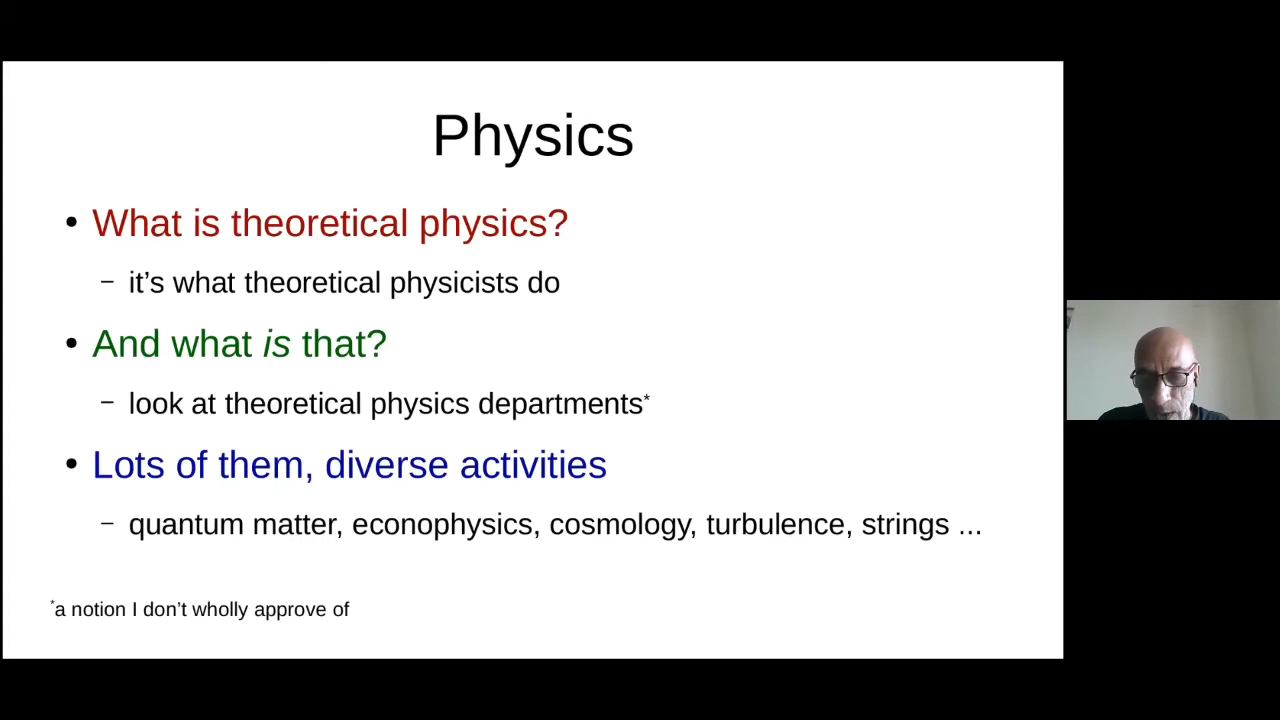 Physics
• What is theoretical physics?
– it’s what theoretical physicists do
• And what is that?
– look at theoretical physics departments*
• Lots of them, diverse activities
– quantum matter, econophysics, cosmology, turbulence, strings ...
*a notion I don’t wholly approve of